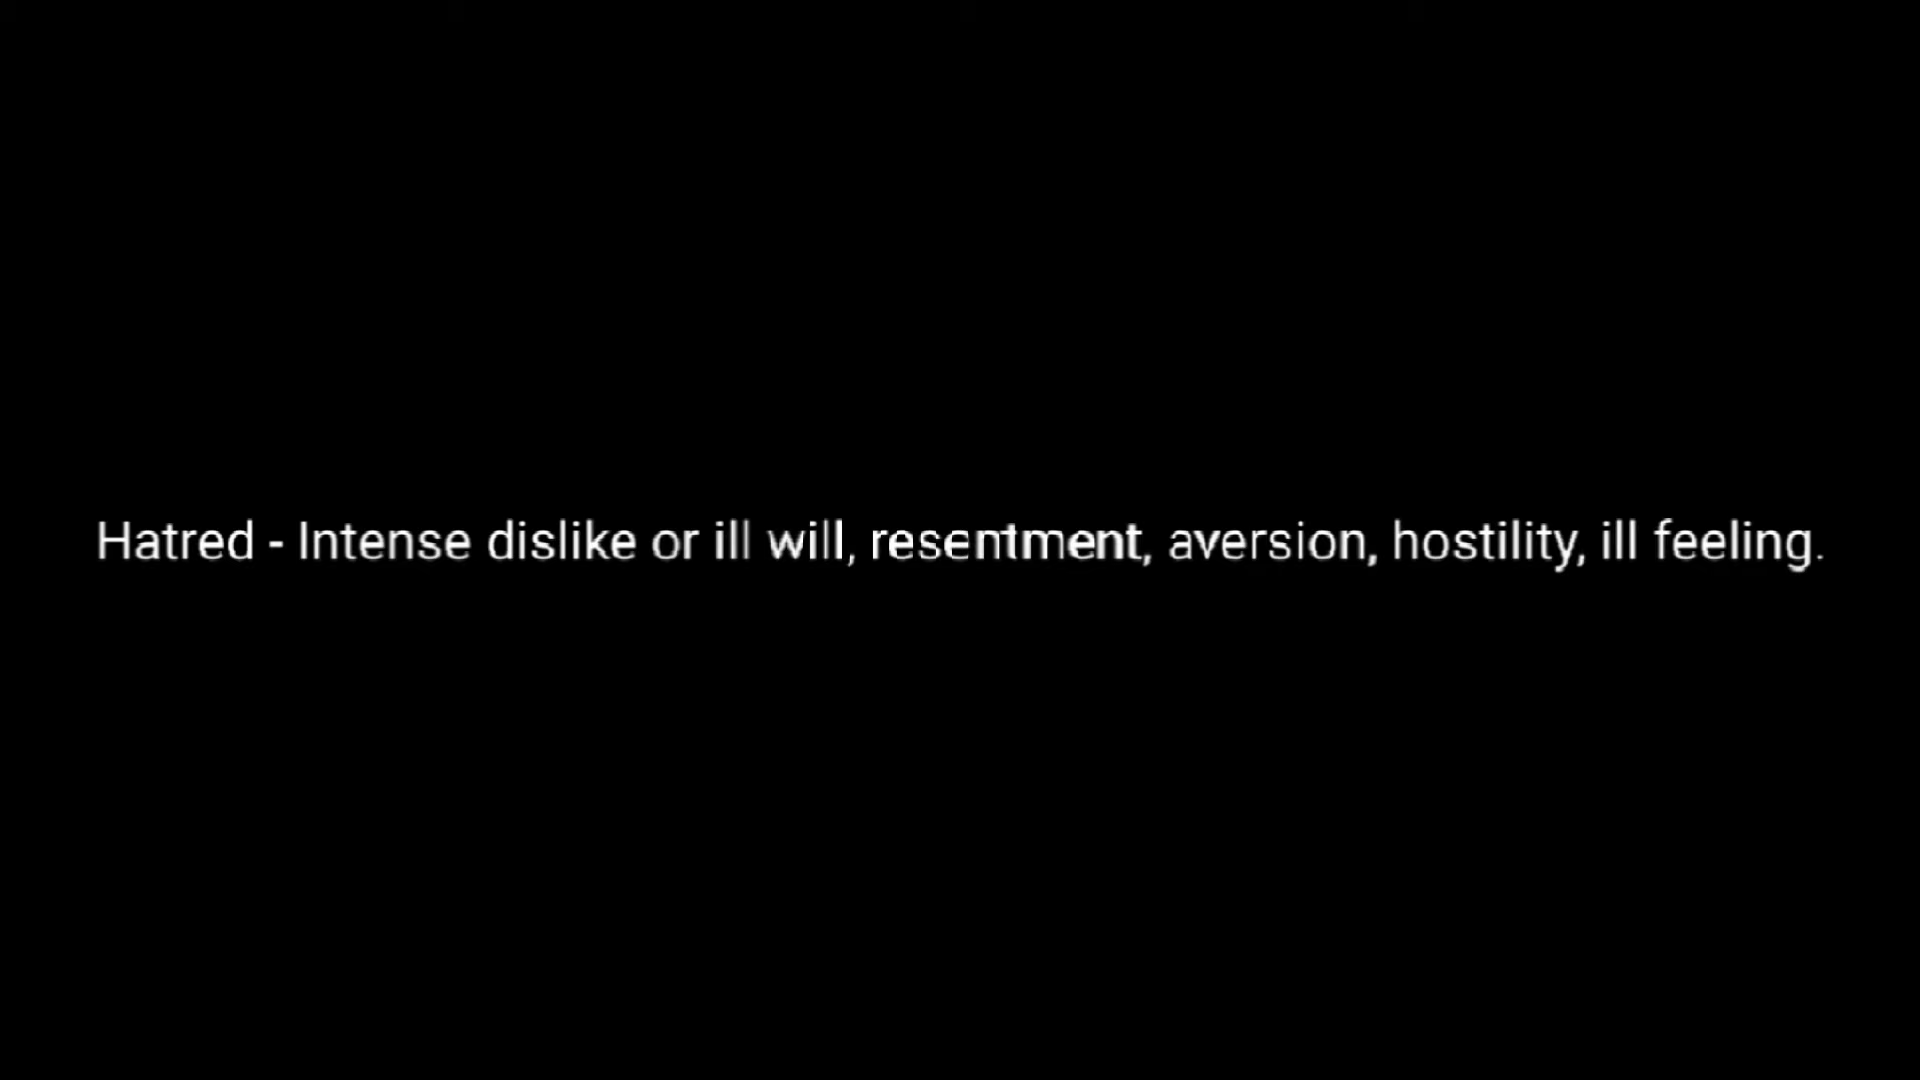 Hatred - Intense dislike or ill will, resentment, aversion, hostility, ill feeling.